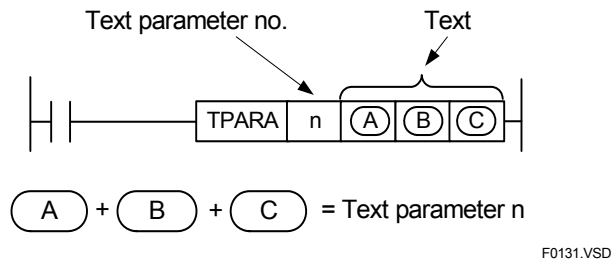 Text parameter no. Text
TPARA n A B C
A + B + C = Text parameter n
F0131.VSD